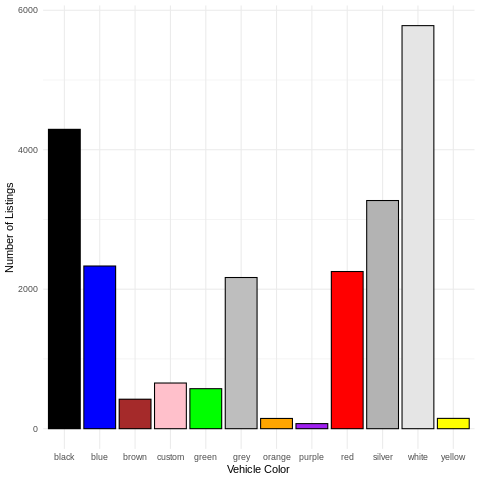 6000
4000
2000
0
Number of Listings
black blue brown custom green grey orange purple red silver white yellow
Vehicle Color